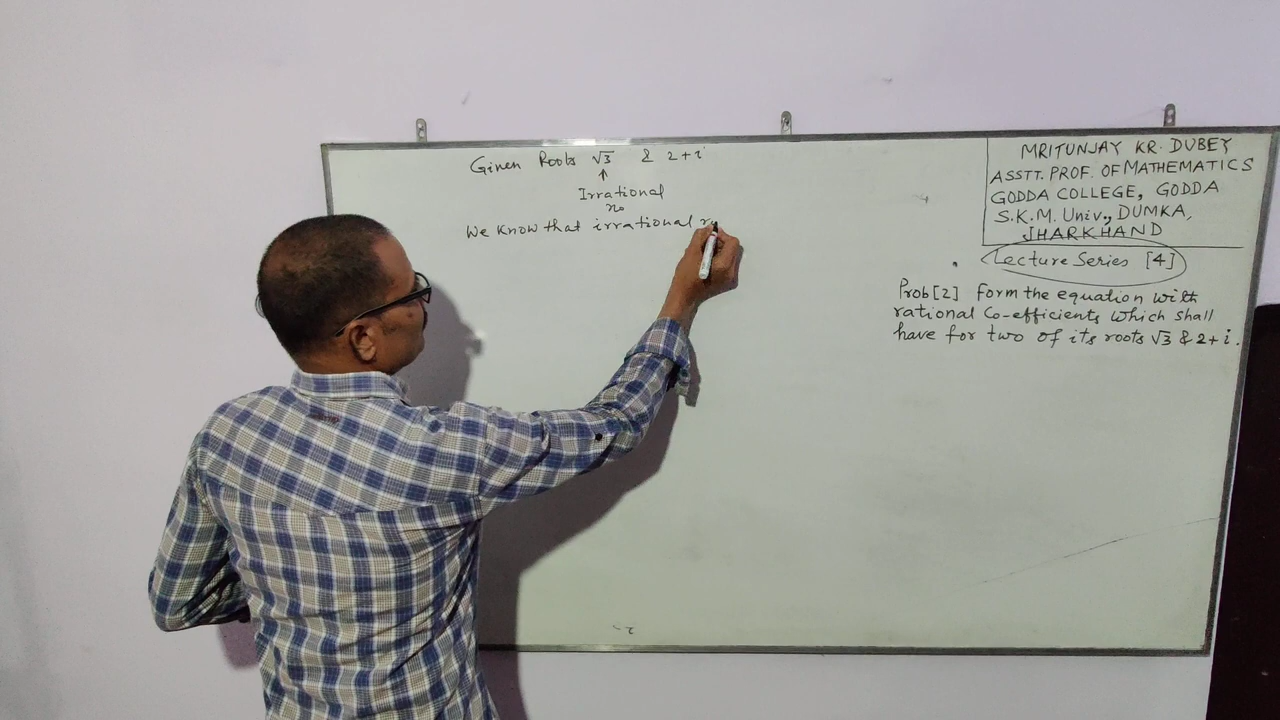 Given Roots √3 & 2+i
↑
Irrational
no
We know that irrational
MRITUNJAY KR. DUBEY
ASSTT. PROF. OF MATHEMATICS
GODDA COLLEGE, GODDA
S.K.M. Univ., DUMKA,
JHARKHAND
Lecture Series [4]
Prob[2] Form the equation with
rational Co-efficients which shall
have for two of its roots √3 & 2+i.